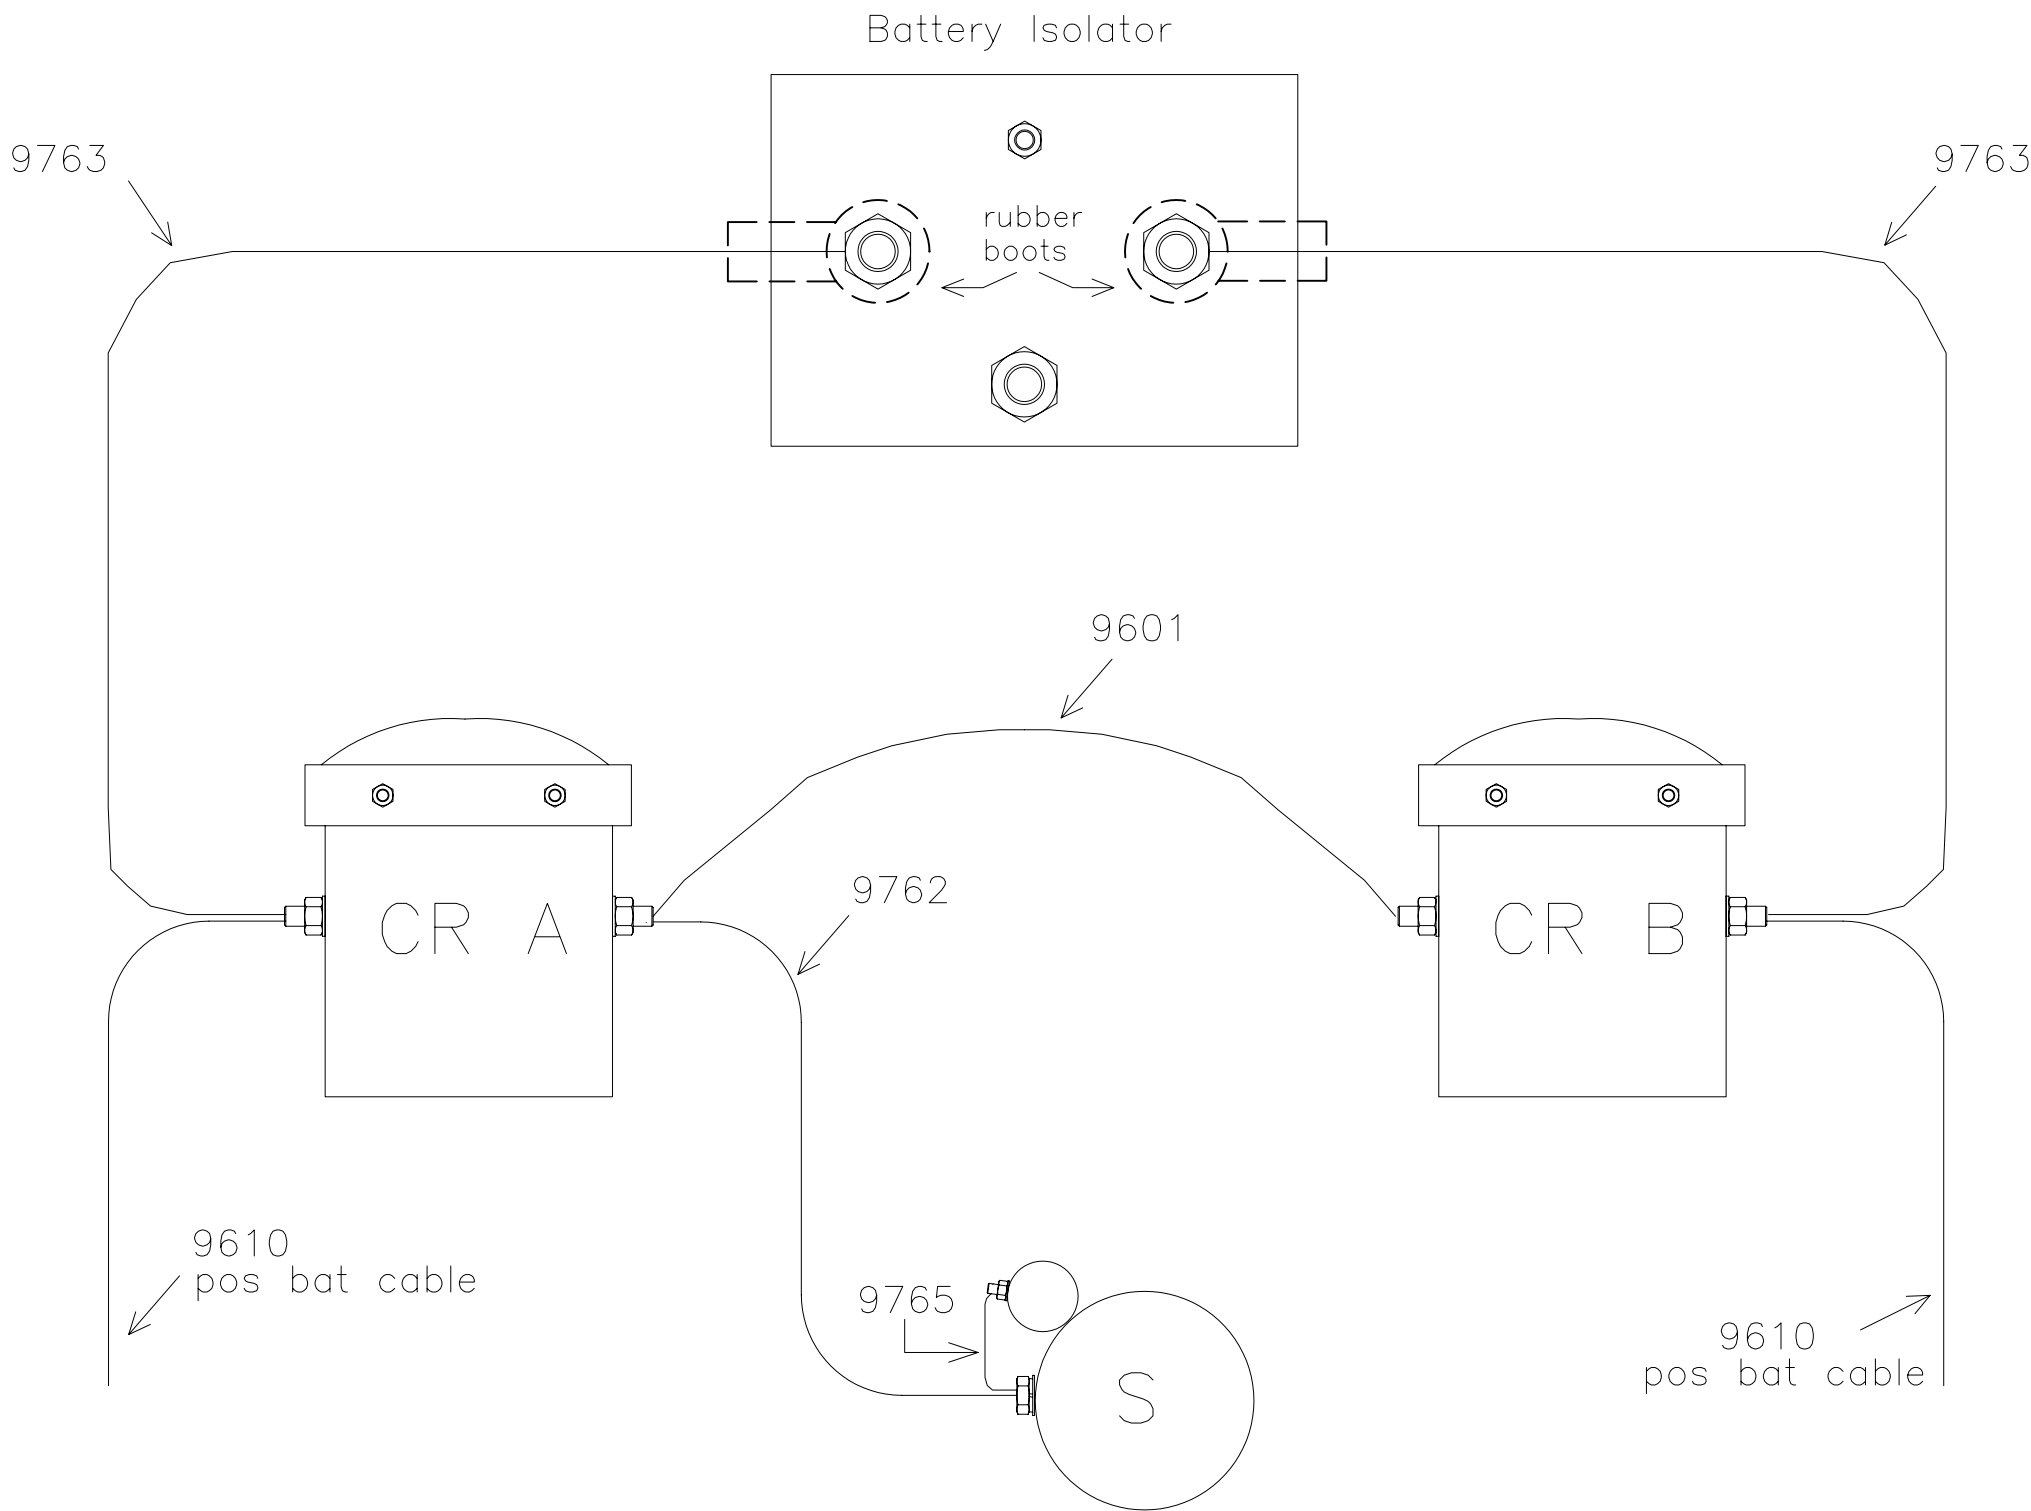 Battery Isolator
9763
9763
rubber
boots
9601
9762
CR A
CR B
9610
pos bat cable
9765
9610
pos bat cable
S